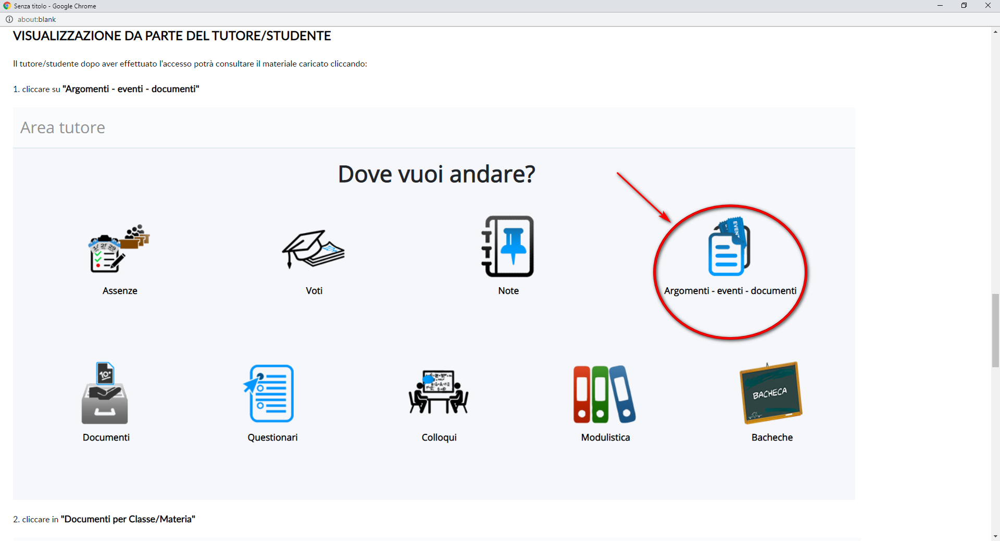 Senza titolo - Google Chrome
about:blank
VISUALIZZAZIONE DA PARTE DEL TUTORE/STUDENTE
Il tutore/studente dopo aver effettuato l'accesso potrà consultare il materiale caricato cliccando:
1. cliccare su "Argomenti - eventi - documenti"
Area tutore
Dove vuoi andare?
EVEN
Assenze
Voti
Note
Argomenti - eventi - documenti
10+
BACHECA
Documenti
Questionari
Colloqui
Modulistica
Bacheche
2. cliccare in "Documenti per Classe/Materia"